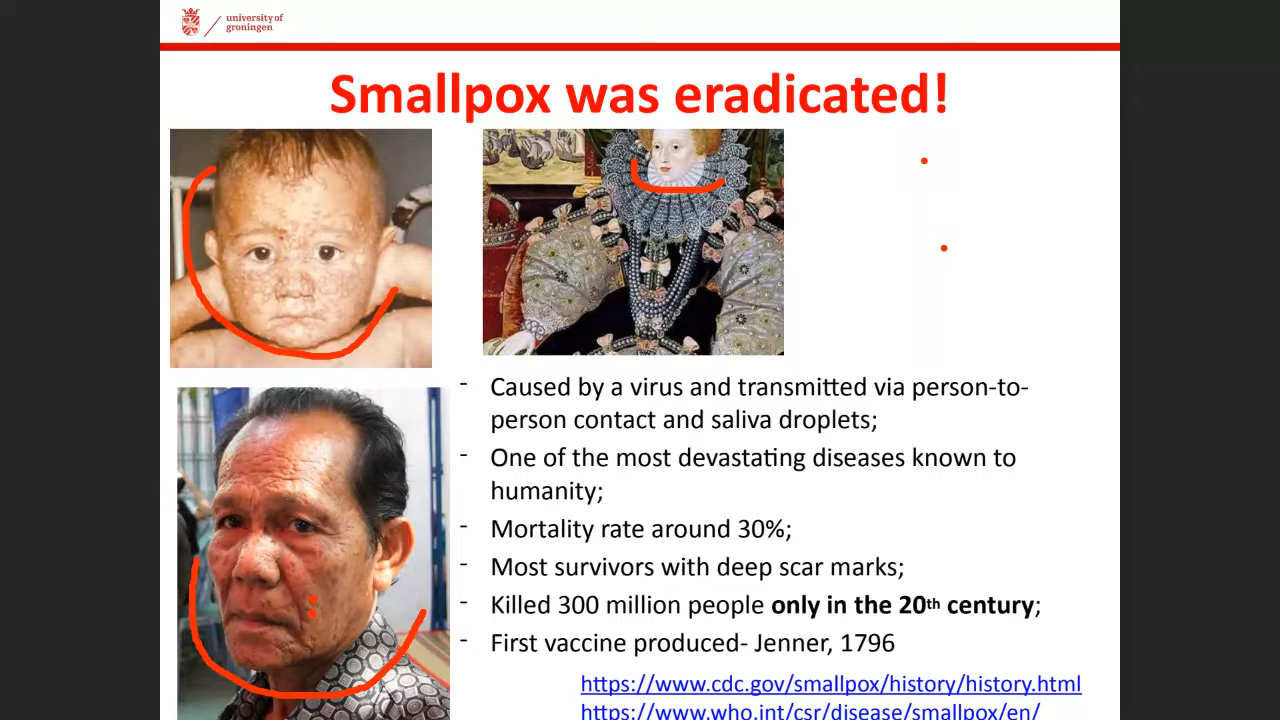 university of
groningen
Smallpox was eradicated!
- Caused by a virus and transmitted via person-to-
person contact and saliva droplets;
- One of the most devastating diseases known to
humanity;
- Mortality rate around 30%;
- Most survivors with deep scar marks;
- Killed 300 million people only in the 20th century;
- First vaccine produced- Jenner, 1796
https://www.cdc.gov/smallpox/history/history.html
https://www.who.int/csr/disease/smallpox/en/